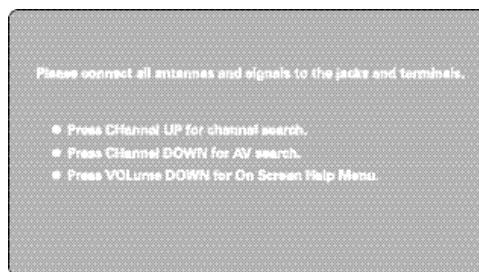 Please connect all antennas and signals to the jacks and terminals.
● Press CHannel UP for channel search.
● Press CHannel DOWN for AV search.
● Press VOLume DOWN for On Screen Help Menu.